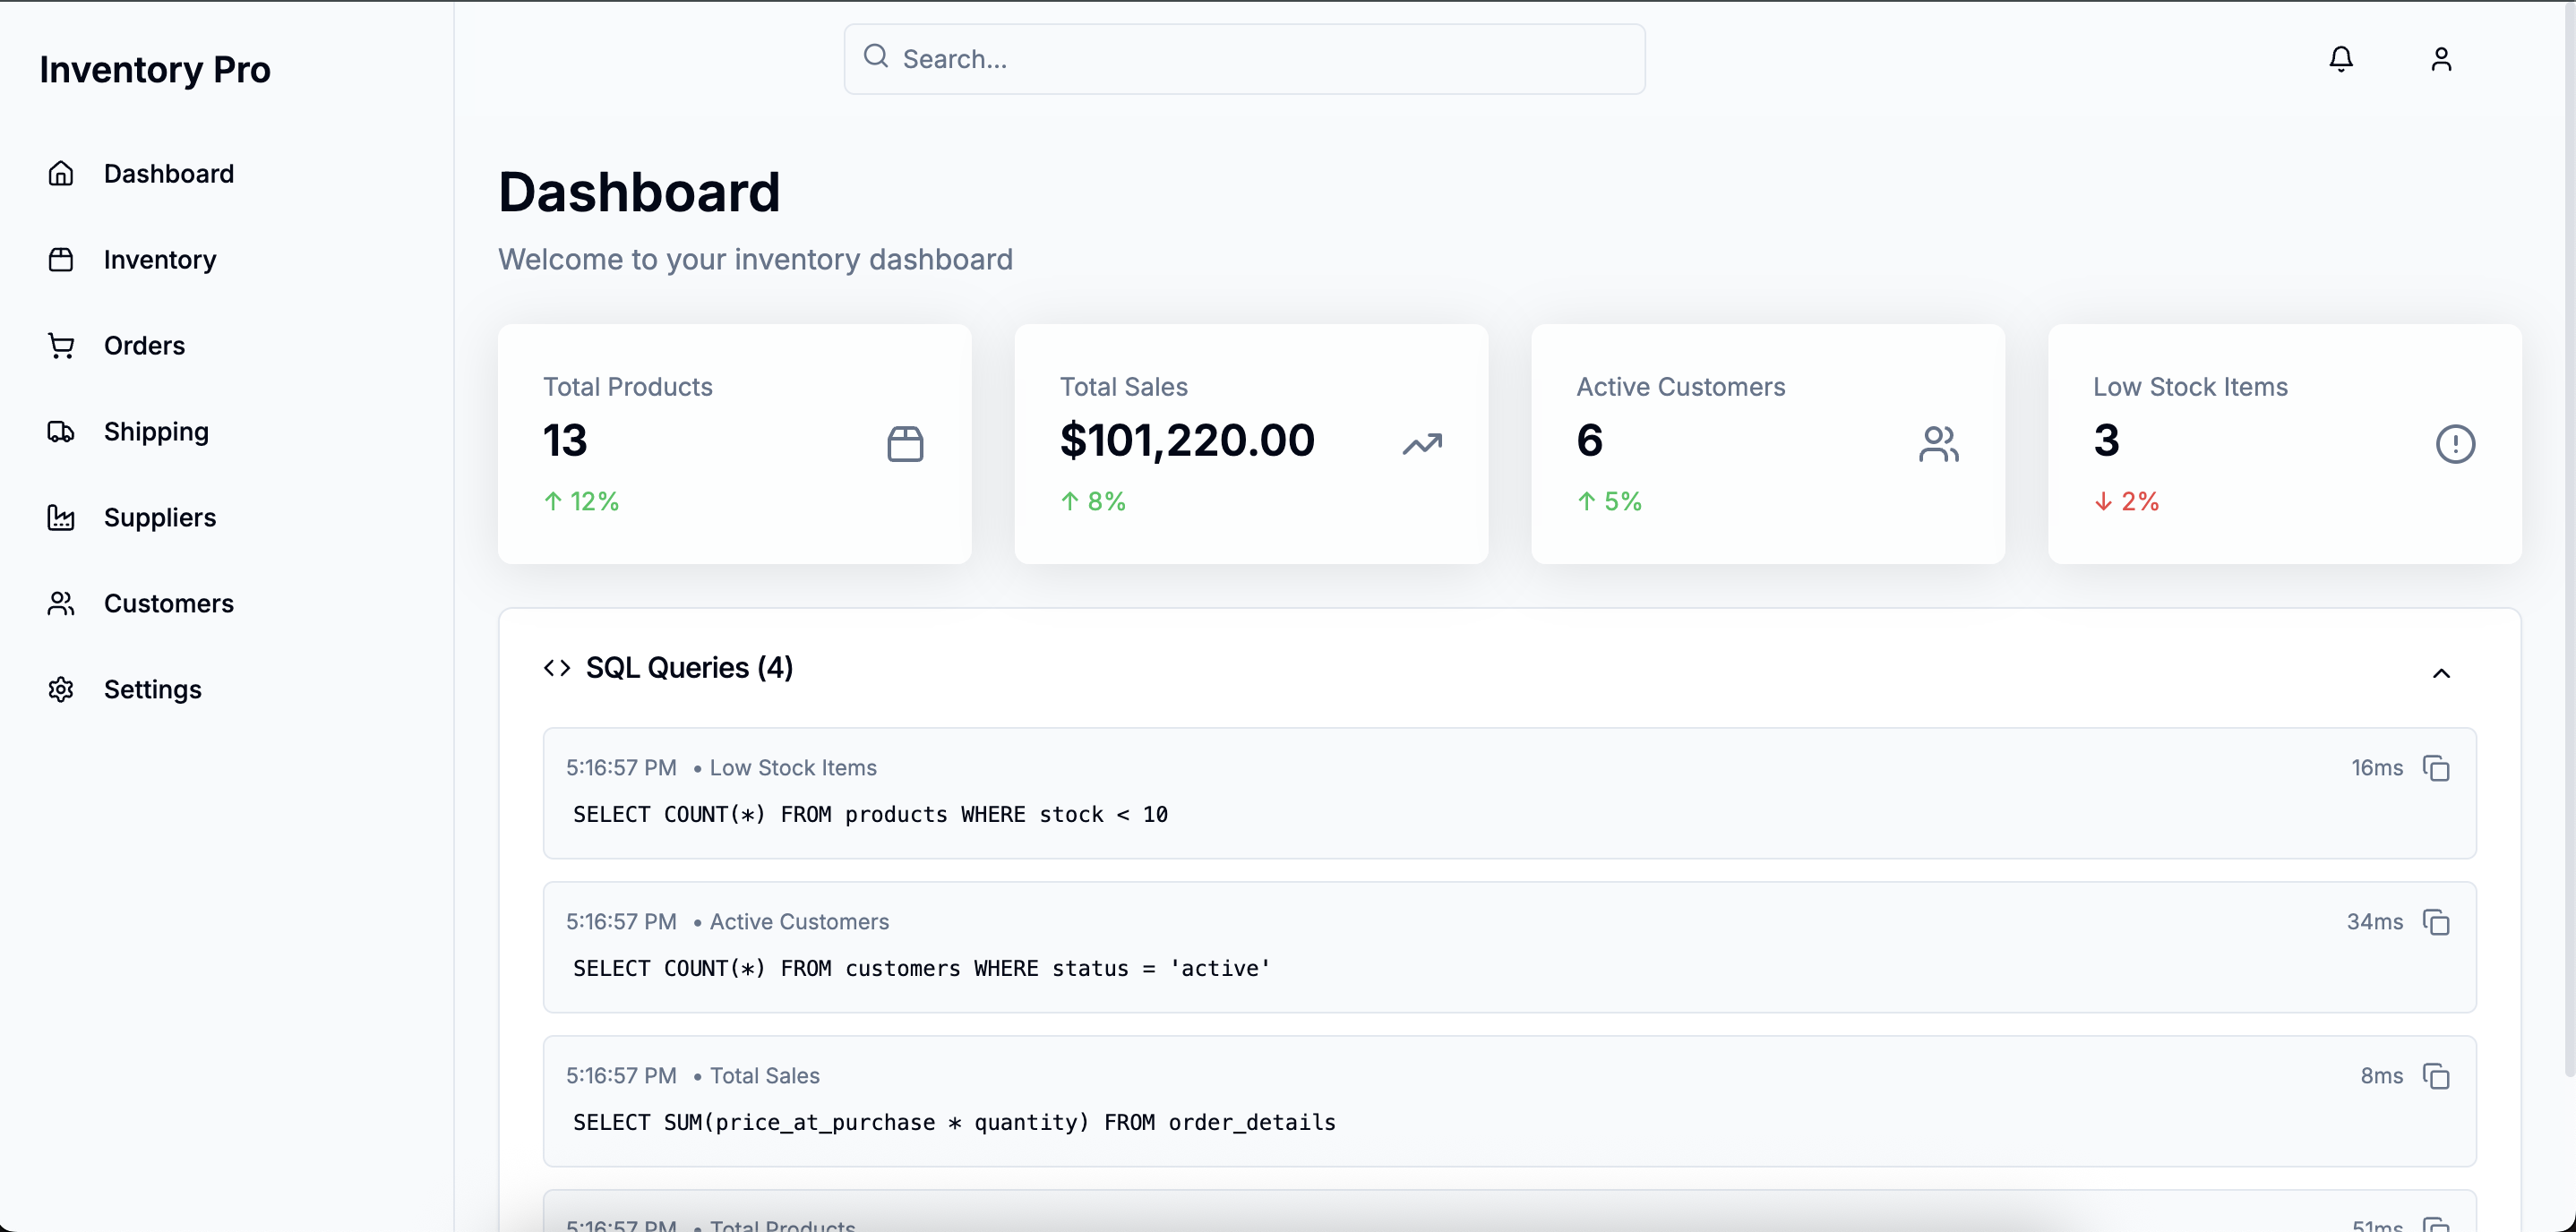 Inventory Pro
Search...
Dashboard
Inventory
Orders
Shipping
Suppliers
Customers
Settings
Dashboard
Welcome to your inventory dashboard
Total Products
13
↑ 12%
Total Sales
$101,220.00
↑ 8%
Active Customers
6
↑ 5%
Low Stock Items
3
↓ 2%
<> SQL Queries (4)
5:16:57 PM • Low Stock Items 16ms
SELECT COUNT(*) FROM products WHERE stock < 10
5:16:57 PM • Active Customers 34ms
SELECT COUNT(*) FROM customers WHERE status = 'active'
5:16:57 PM • Total Sales 8ms
SELECT SUM(price_at_purchase * quantity) FROM order_details
5:16:57 PM • Total Products 51ms